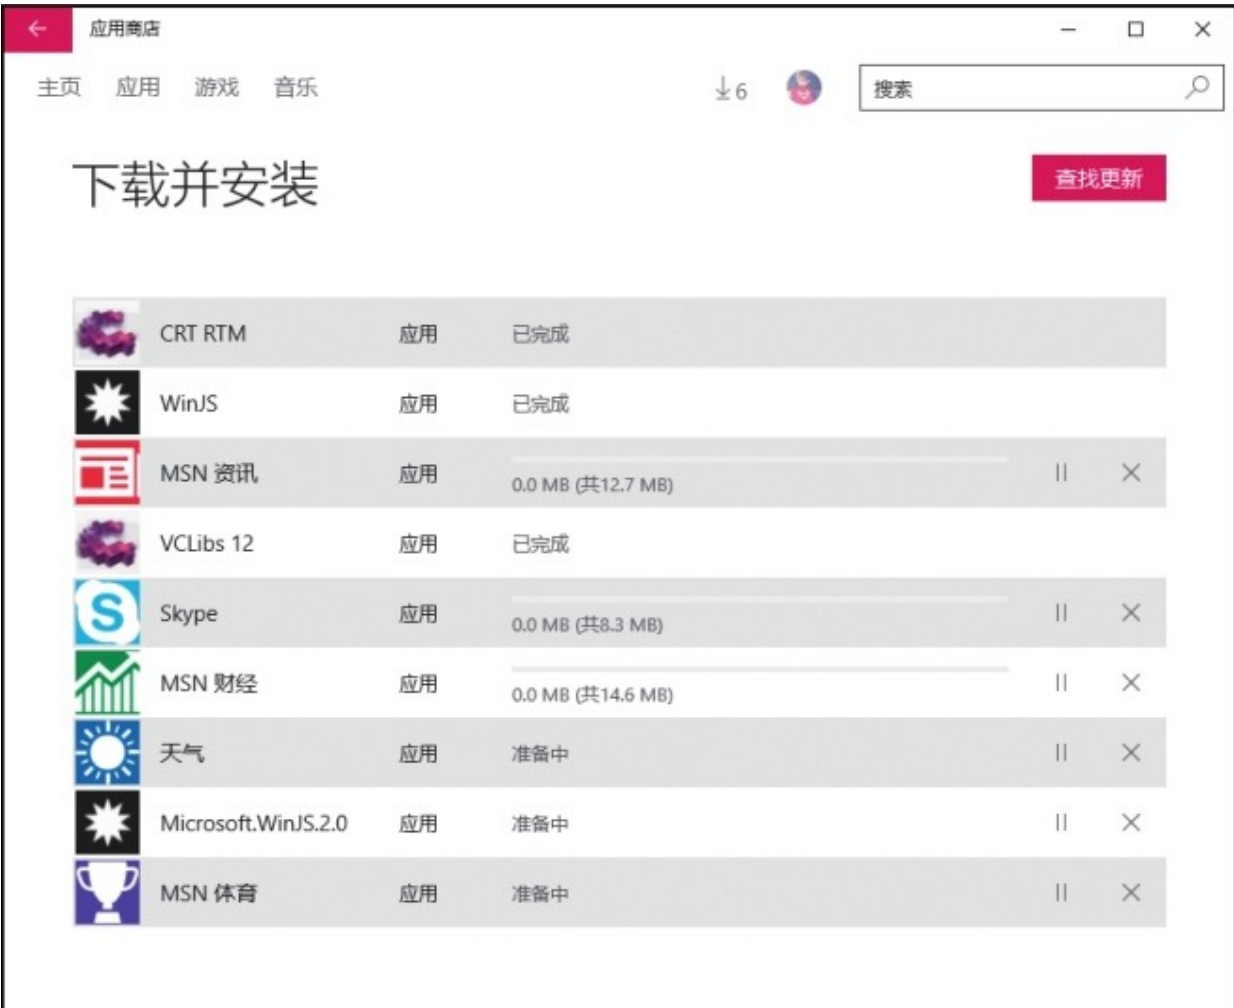 应用商店
主页 应用 游戏 音乐 6 搜索
下载并安装 查找更新
CRT RTM 应用 已完成
WinJS 应用 已完成
MSN 资讯 应用 0.0 MB (共12.7 MB)
VCLibs 12 应用 已完成
Skype 应用 0.0 MB (共8.3 MB)
MSN 财经 应用 0.0 MB (共14.6 MB)
天气 应用 准备中
Microsoft.WinJS.2.0 应用 准备中
MSN 体育 应用 准备中